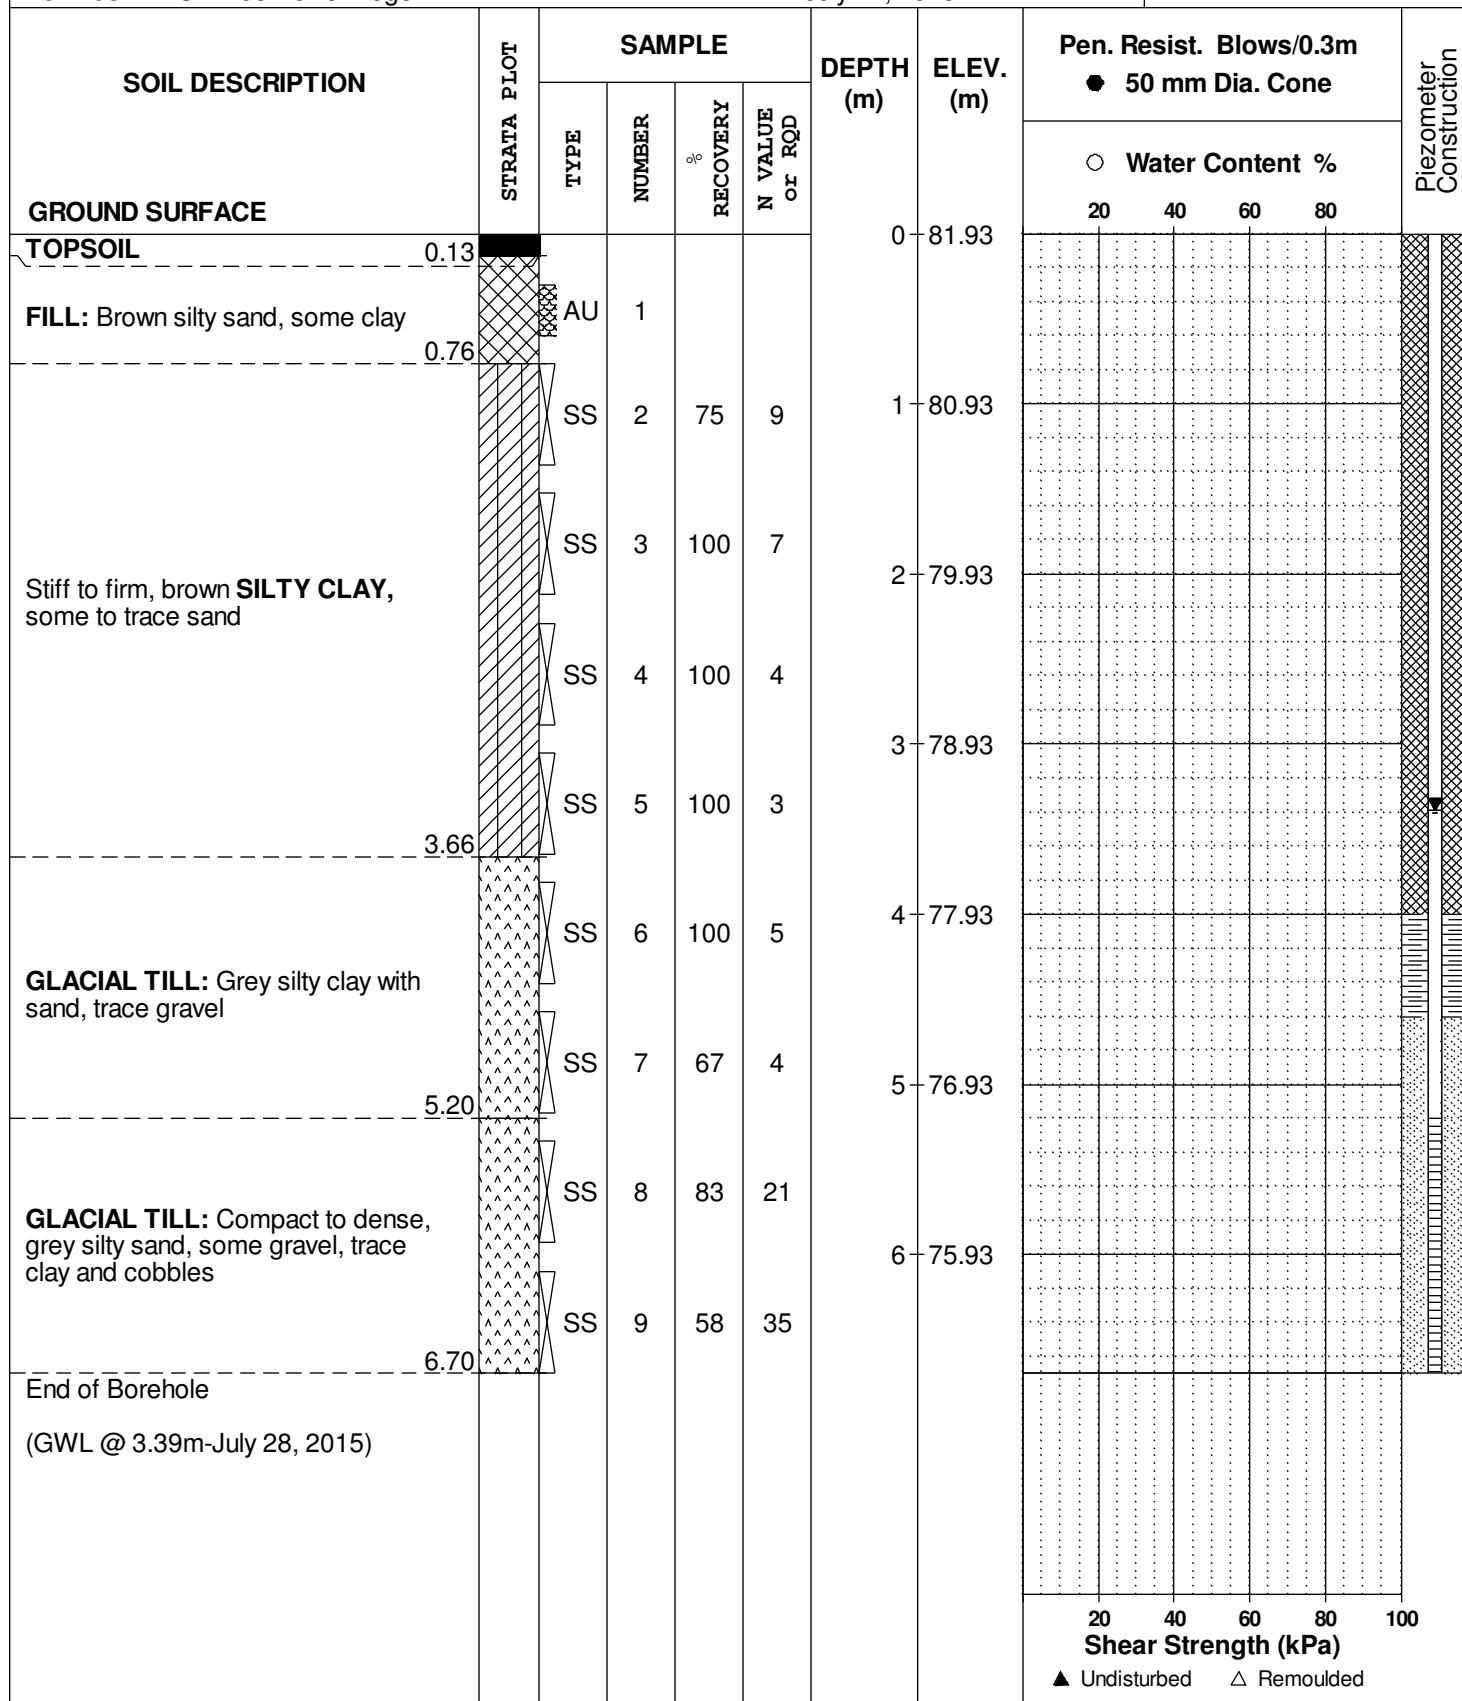 SOIL DESCRIPTION
GROUND SURFACE
STRATA PLOT
SAMPLE
TYPE
NUMBER
%
RECOVERY
N VALUE
or RQD
DEPTH
(m)
ELEV.
(m)
Pen. Resist. Blows/0.3m
● 50 mm Dia. Cone
○ Water Content %
20 40 60 80
Piezometer
Construction
TOPSOIL 0.13
0 81.93
FILL: Brown silty sand, some clay
0.76
AU 1
SS 2 75 9
1 80.93
SS 3 100 7
2 79.93
Stiff to firm, brown SILTY CLAY,
some to trace sand
SS 4 100 4
3 78.93
SS 5 100 3
3.66
SS 6 100 5
4 77.93
GLACIAL TILL: Grey silty clay with
sand, trace gravel
SS 7 67 4
5 76.93
5.20
SS 8 83 21
GLACIAL TILL: Compact to dense,
grey silty sand, some gravel, trace
clay and cobbles
6 75.93
SS 9 58 35
6.70
End of Borehole
(GWL @ 3.39m-July 28, 2015)
20 40 60 80 100
Shear Strength (kPa)
▲ Undisturbed △ Remoulded